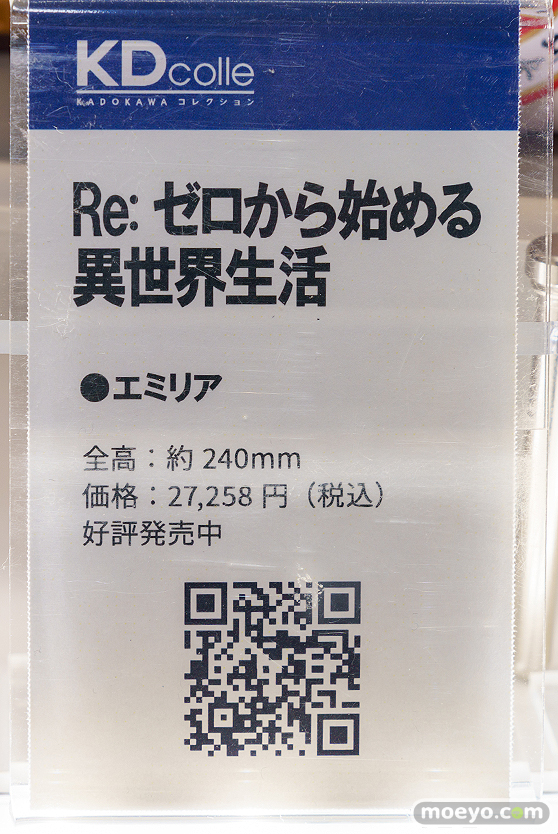 KDcolle
KADOKAWA コレクション
Re: ゼロから始める
異世界生活
●エミリア
全高：約 240mm
価格：27,258 円（税込）
好評発売中
moeyo.com